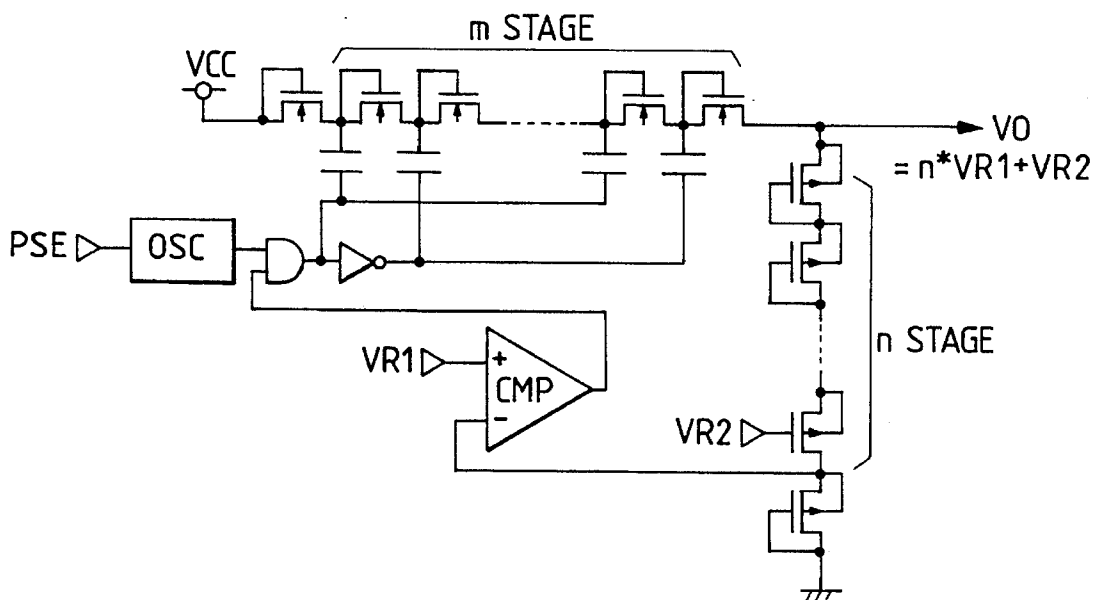 m STAGE
VCC
VO
= n*VR1+VR2
PSE
OSC
n STAGE
VR1
+
CMP
-
VR2